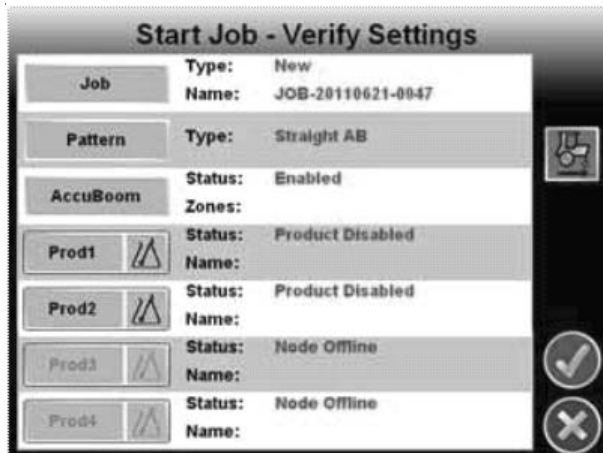 Start Job - Verify Settings
Job
Type: New
Name: JOB-20110621-0947
Pattern
Type: Straight AB
AccuBoom
Status: Enabled
Zones:
Prod1
Status: Product Disabled
Name:
Prod2
Status: Product Disabled
Name:
Prod3
Status: Node Offline
Name:
Prod4
Status: Node Offline
Name: